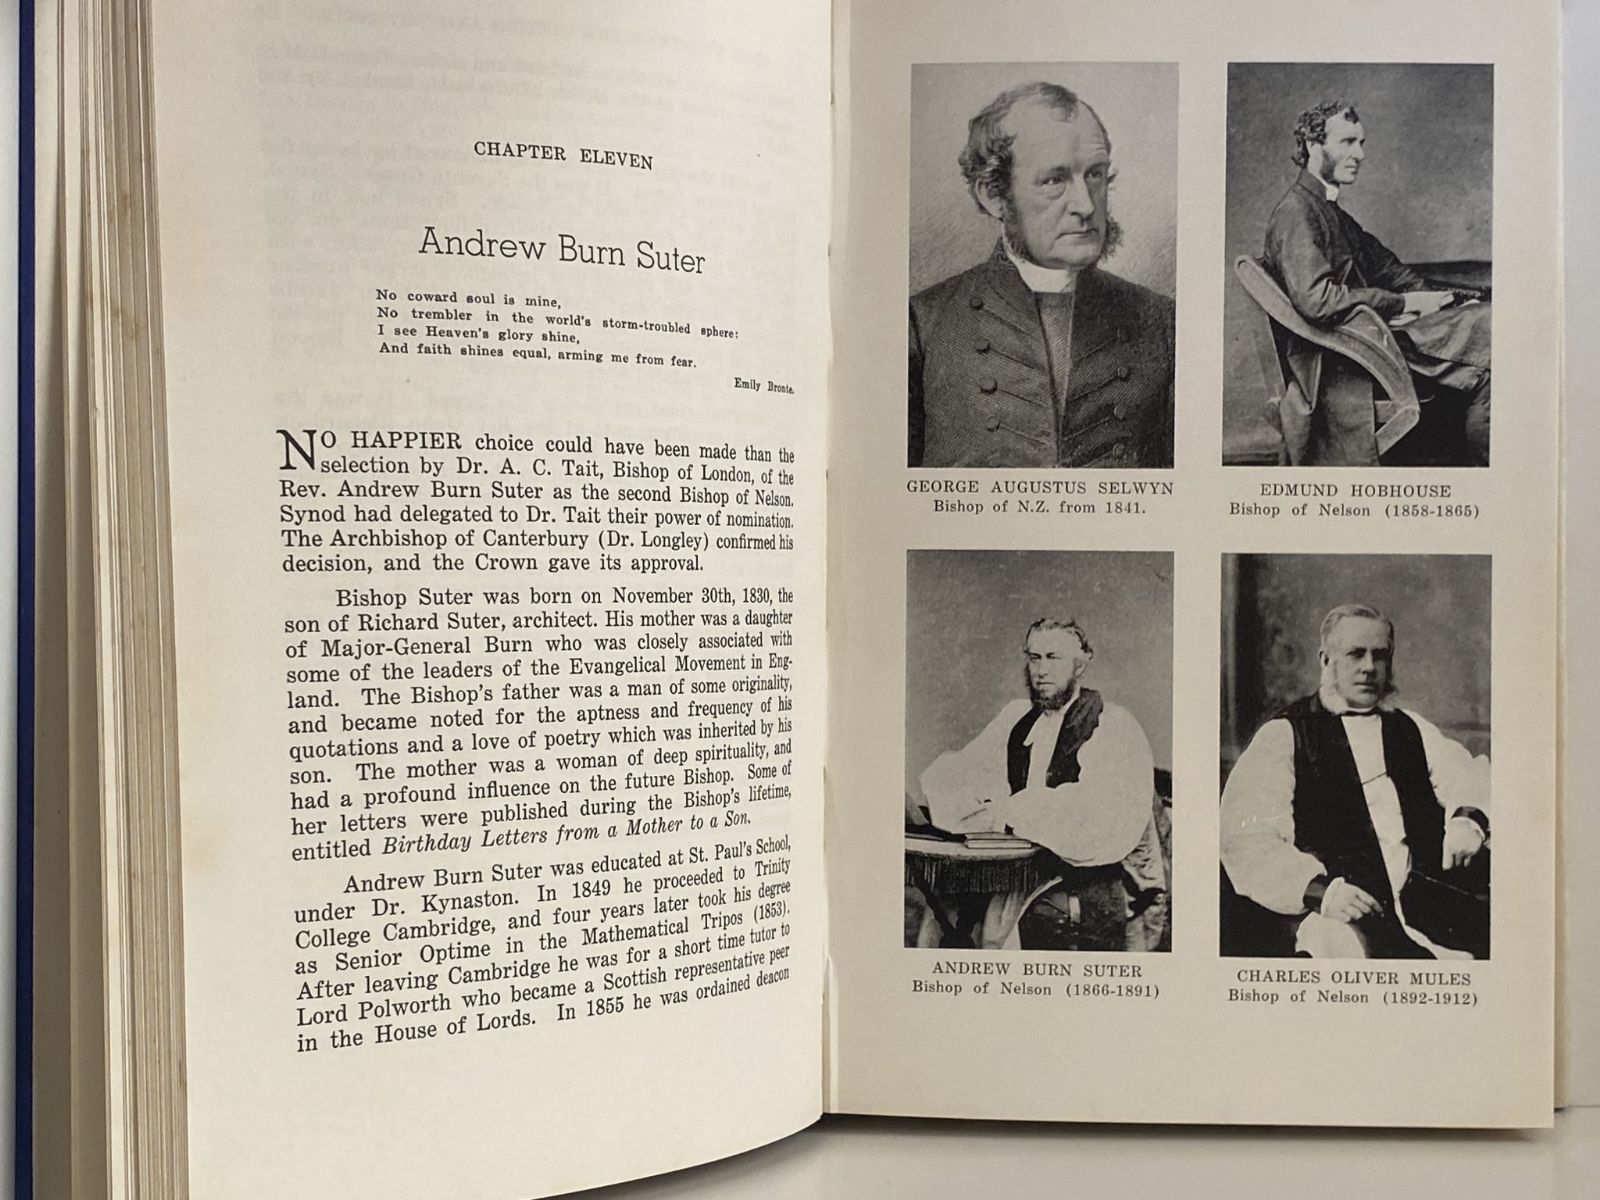 CHAPTER ELEVEN
Andrew Burn Suter
No coward soul is mine,
No trembler in the world's storm-troubled sphere:
I see Heaven's glory shine,
And faith shines equal, arming me from fear.
Emily Bronte.
NO HAPPIER choice could have been made than the
selection by Dr. A. C. Tait, Bishop of London, of the
Rev. Andrew Burn Suter as the second Bishop of Nelson.
Synod had delegated to Dr. Tait their power of nomination.
The Archbishop of Canterbury (Dr. Longley) confirmed his
decision, and the Crown gave its approval.
Bishop Suter was born on November 30th, 1830, the
son of Richard Suter, architect. His mother was a daughter
of Major-General Burn who was closely associated with
some of the leaders of the Evangelical Movement in Eng-
land. The Bishop's father was a man of some originality,
and became noted for the aptness and frequency of his
quotations and a love of poetry which was inherited by his
son. The mother was a woman of deep spirituality, and
had a profound influence on the future Bishop. Some of
her letters were published during the Bishop's lifetime,
entitled Birthday Letters from a Mother to a Son.
Andrew Burn Suter was educated at St. Paul's School,
under Dr. Kynaston. In 1849 he proceeded to Trinity
College Cambridge, and four years later took his degree
as Senior Optime in the Mathematical Tripos (1853).
After leaving Cambridge he was for a short time tutor to
Lord Polworth who became a Scottish representative peer
in the House of Lords. In 1855 he was ordained deacon
GEORGE AUGUSTUS SELWYN
Bishop of N.Z. from 1841.
EDMUND HOBHOUSE
Bishop of Nelson (1858-1865)
ANDREW BURN SUTER
Bishop of Nelson (1866-1891)
CHARLES OLIVER MULES
Bishop of Nelson (1892-1912)